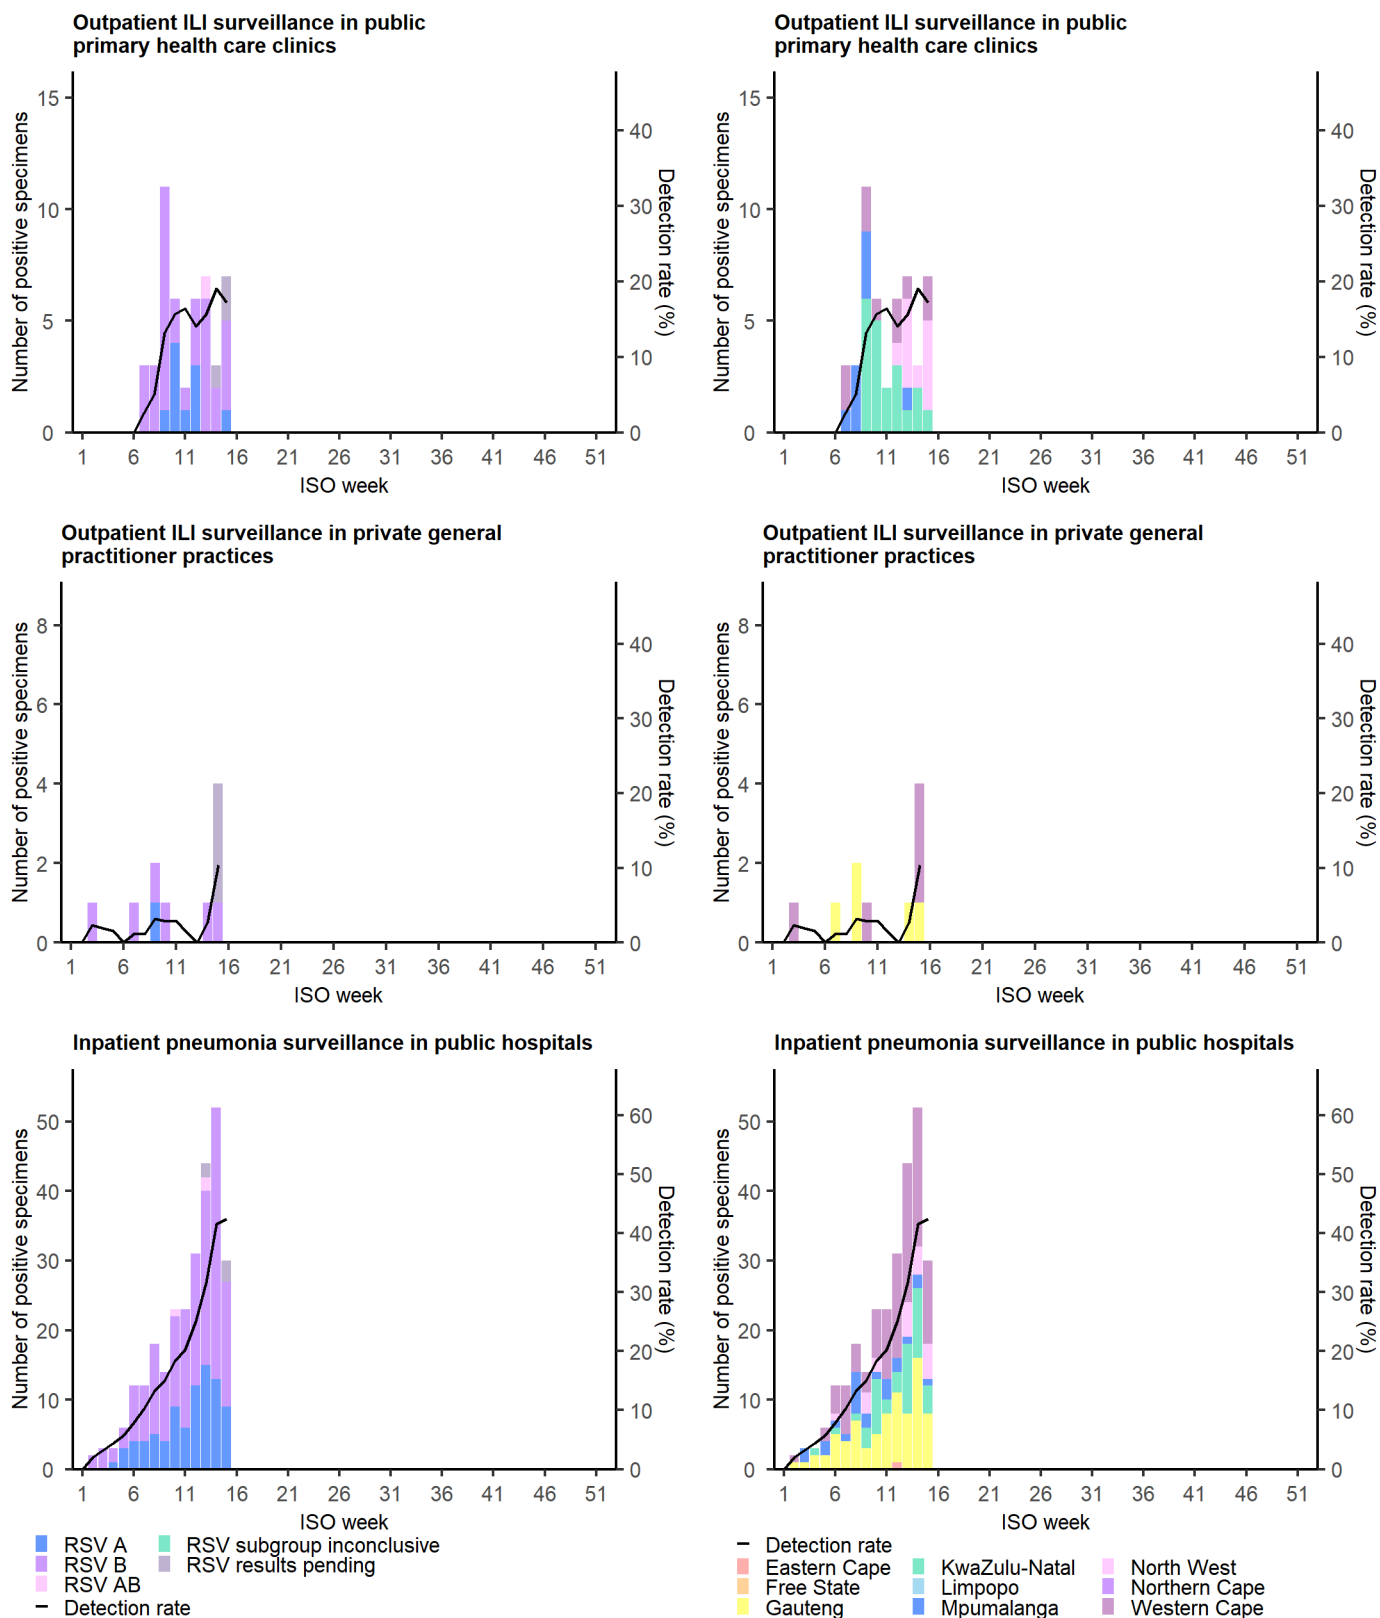 Outpatient ILI surveillance in public
primary health care clinics
Number of positive specimens
15
10
5
0
40
30
20
10
0
Detection rate (%)
1 6 11 16 21 26 31 36 41 46 51
ISO week
Outpatient ILI surveillance in public
primary health care clinics
Number of positive specimens
15
10
5
0
40
30
20
10
0
Detection rate (%)
1 6 11 16 21 26 31 36 41 46 51
ISO week
Outpatient ILI surveillance in private general
practitioner practices
Number of positive specimens
8
6
4
2
0
40
30
20
10
0
Detection rate (%)
1 6 11 16 21 26 31 36 41 46 51
ISO week
Outpatient ILI surveillance in private general
practitioner practices
Number of positive specimens
8
6
4
2
0
40
30
20
10
0
Detection rate (%)
1 6 11 16 21 26 31 36 41 46 51
ISO week
Inpatient pneumonia surveillance in public hospitals
Number of positive specimens
50
40
30
20
10
0
60
50
40
30
20
10
0
Detection rate (%)
1 6 11 16 21 26 31 36 41 46 51
ISO week
RSV A
RSV B
RSV AB
Detection rate
RSV subgroup inconclusive
RSV results pending
Inpatient pneumonia surveillance in public hospitals
Number of positive specimens
50
40
30
20
10
0
60
50
40
30
20
10
0
Detection rate (%)
1 6 11 16 21 26 31 36 41 46 51
ISO week
Detection rate
Eastern Cape
Free State
Gauteng
KwaZulu-Natal
Limpopo
Mpumalanga
North West
Northern Cape
Western Cape